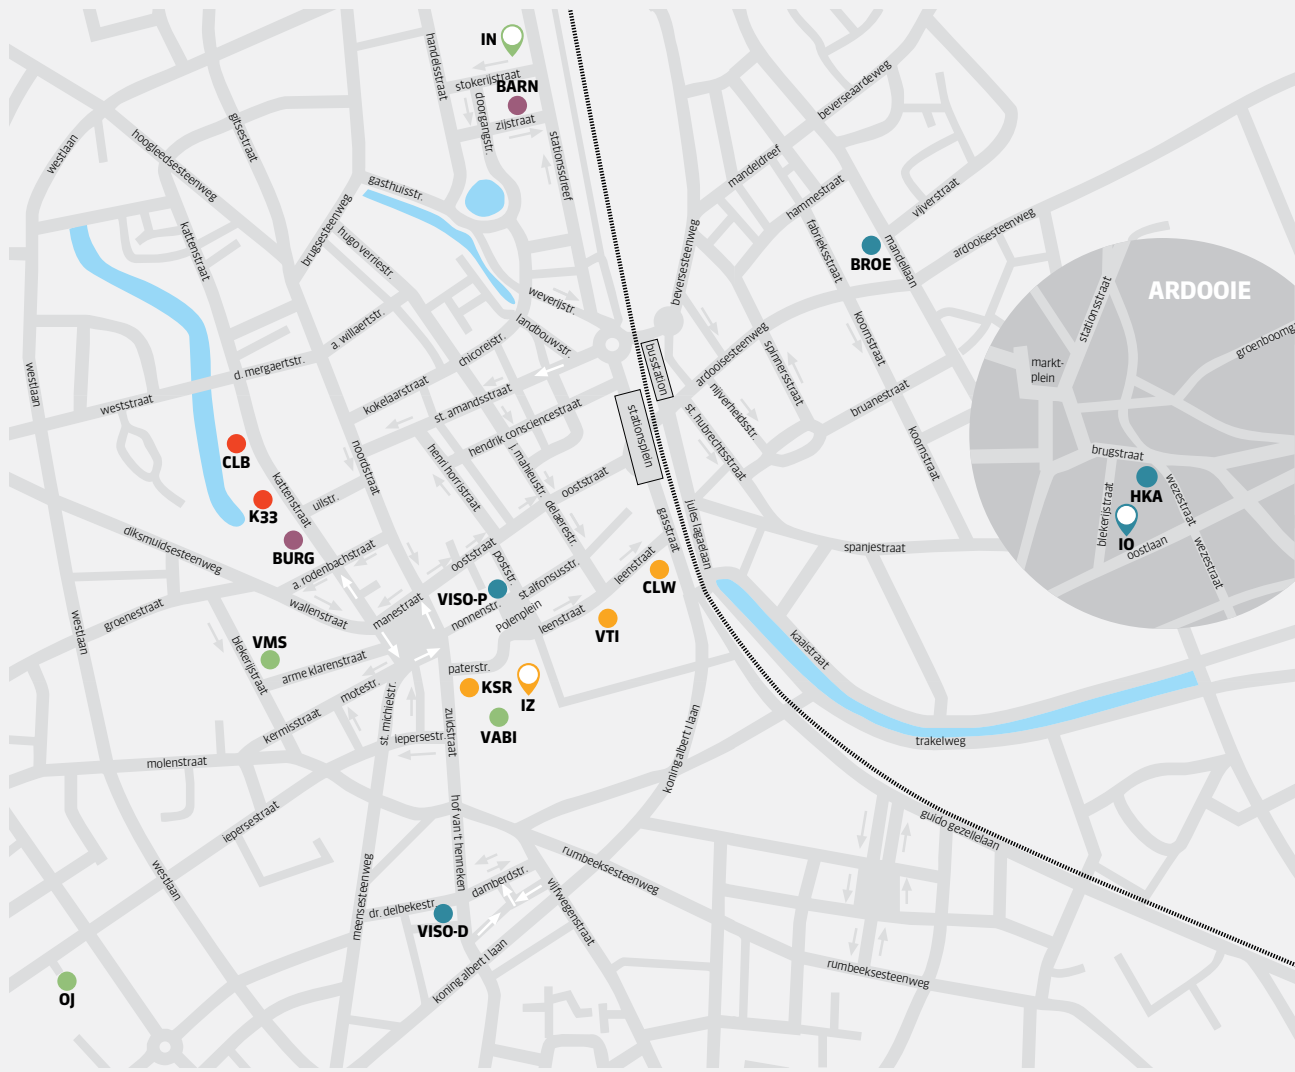 IN
handelsstraat
stokerijstraat
BARN
doorgangstr.
zijstraat
stationssdreef
beverseaardeweg
westlaan
hoogleedsesteenweg
gitsestraat
gasthuisstr.
mandeldreef
hammestraat
vijverstraat
brugsesteenweg
hugo verriestr.
kattenstraat
beversesteenweg
fabrieksstraat
BROE
mandellaan
ardooisesteenweg
ARDOOIE
stationsstraat
groenboomga
markt-
plein
weverijstr.
landbouwstr.
a. willaertstr.
chicoreistr.
busstation
ardooisesteenweg
spinnersstraat
koornstraat
d. mergaertstr.
westlaan
weststraat
kokelaarstraat
st. amandsstraat
hendrik consciencestraat
stationsplein
nijverheidsstr.
st. hubrechtsstraat
bruanestraat
koornstraat
CLB
noordstraat
henri horristraat
j. mahieustr.
ooststraat
brugstraat
HKA
wezestraat
blekerijstraat
IO
oostlaan
wezestraat
kattenstraat
K33
uilstr.
BURG
diksmuidsesteenweg
a. rodenbachstraat
ooststraat
poststr.
delaerestr.
gasstraat
jules lagaelaan
spanjestraat
st.alfonsusstr.
leenstraat
CLW
VISO-P
manestraat
nonnenstr.
Polenplein
leenstraat
VTI
wallenstraat
groenestraat
westlaan
VMS
blekerijstraat
arme klarenstraat
motestr.
kermisstraat
st. michielstr.
paterstr.
KSR
IZ
VABI
zuidstraat
iepersestr.
kaaistraat
trakelweg
koning albert I laan
molenstraat
iepersestraat
hof van 't henneken
guido gezellelaan
westlaan
meensesteenweg
rumbeeksesteenweg
damberdstr.
dr. delbekestr.
VISO-D
vijfwegenstraat
koning albert I laan
rumbeeksesteenweg
OJ